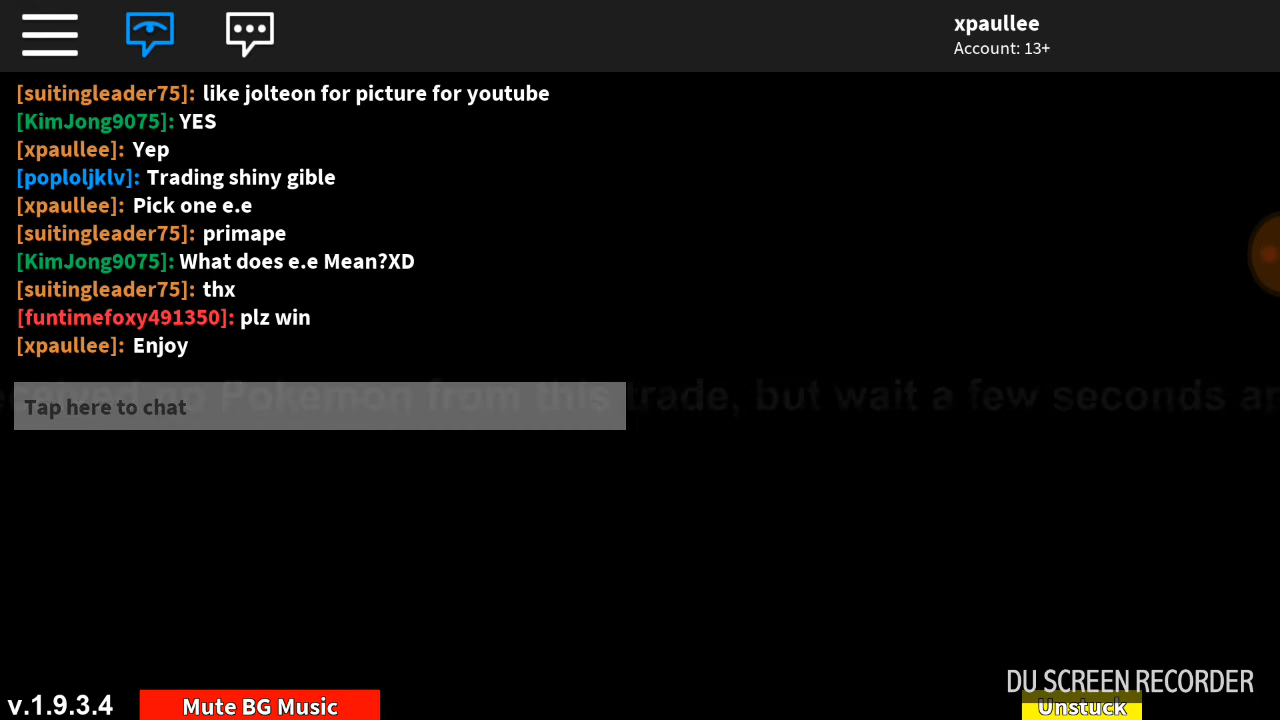 xpaullee
Account: 13+
[suitingleader75]: like jolteon for picture for youtube
[KimJong9075]: YES
[xpaullee]: Yep
[poploljklv]: Trading shiny gible
[xpaullee]: Pick one e.e
[suitingleader75]: primape
[KimJong9075]: What does e.e Mean?XD
[suitingleader75]: thx
[funtimefoxy491350]: plz win
[xpaullee]: Enjoy
Pokemon from this trade, but wait a few seconds
Tap here to chat
DU SCREEN RECORDER
v.1.9.3.4
Mute BG Music
Unstuck